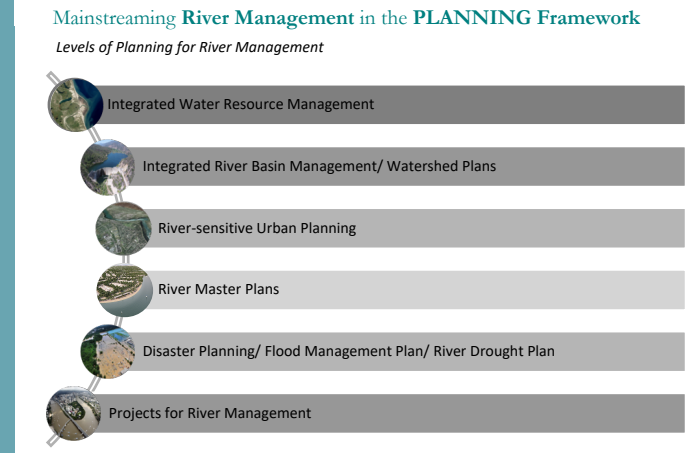 Mainstreaming River Management in the PLANNING Framework
Levels of Planning for River Management
Integrated Water Resource Management
Integrated River Basin Management/ Watershed Plans
River-sensitive Urban Planning
River Master Plans
Disaster Planning/ Flood Management Plan/ River Drought Plan
Projects for River Management